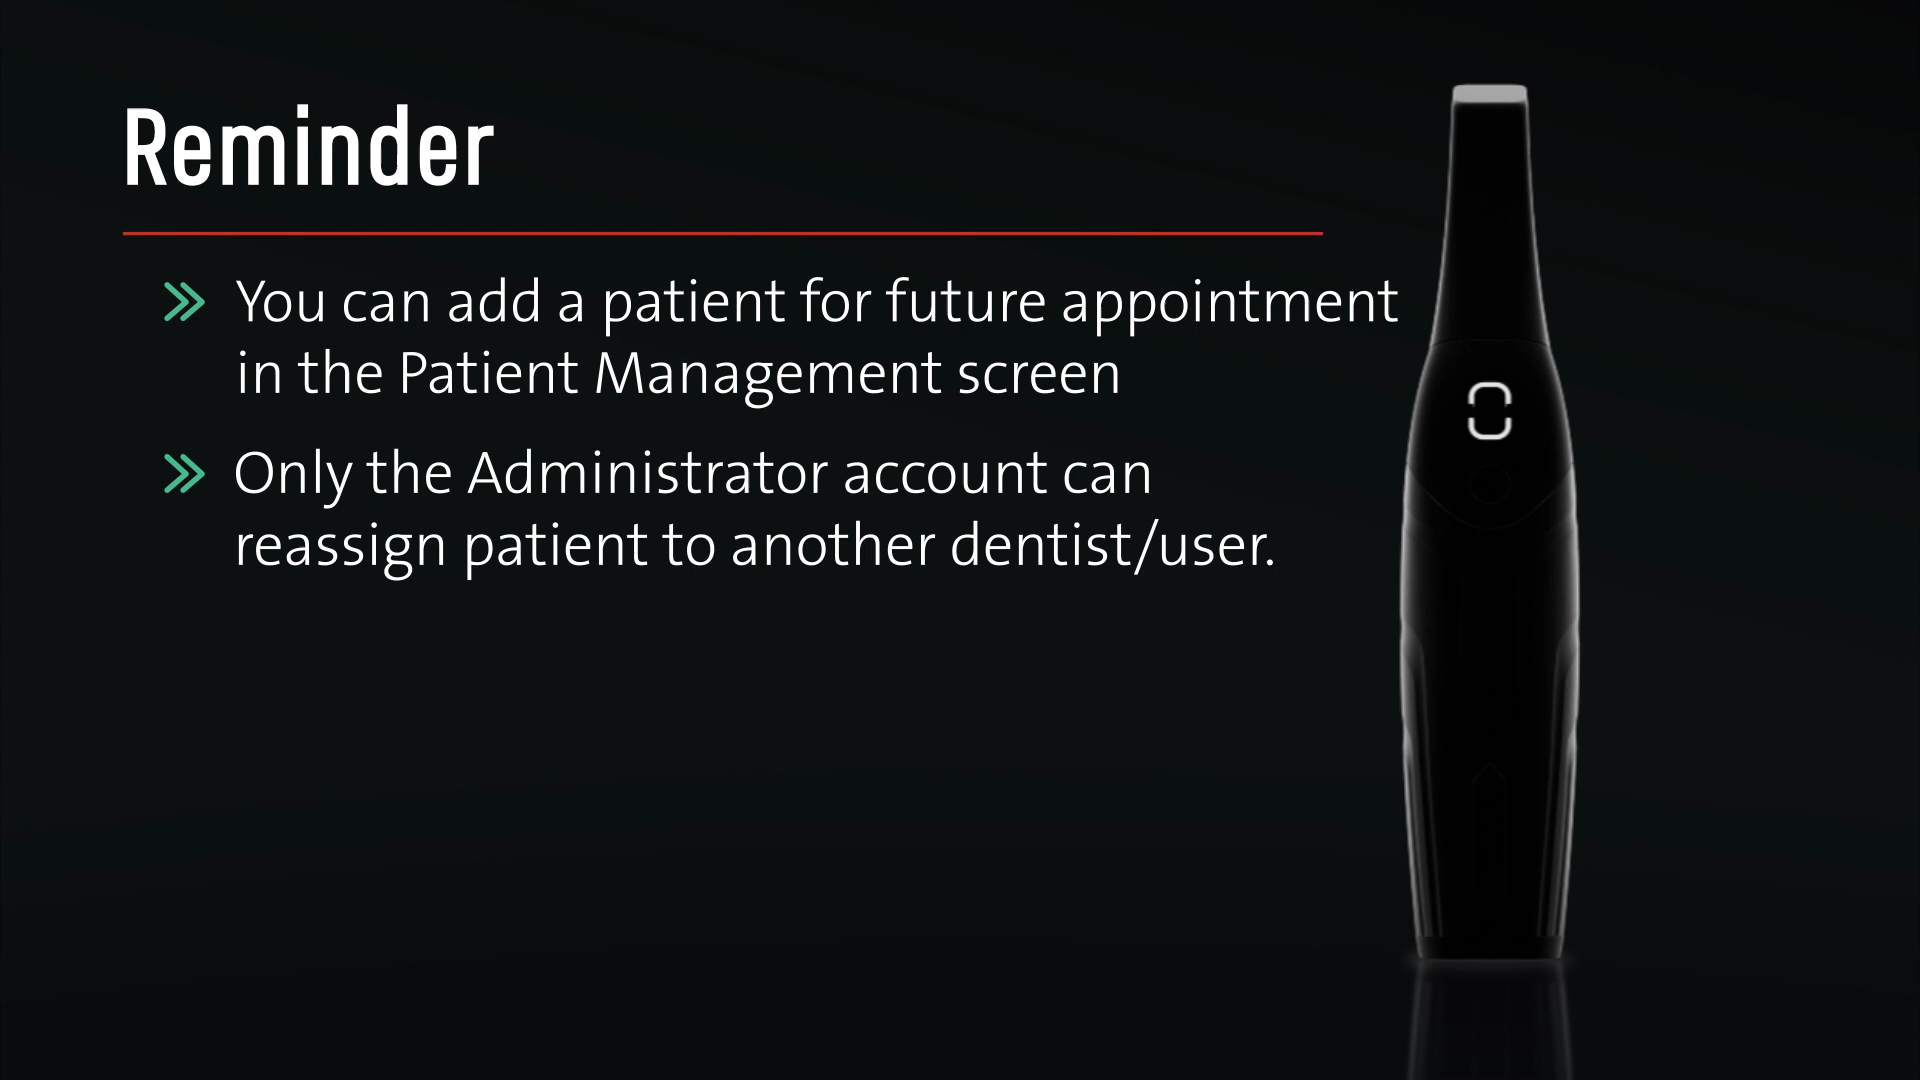 Reminder
You can add a patient for future appointment
in the Patient Management screen
Only the Administrator account can
reassign patient to another dentist/user.